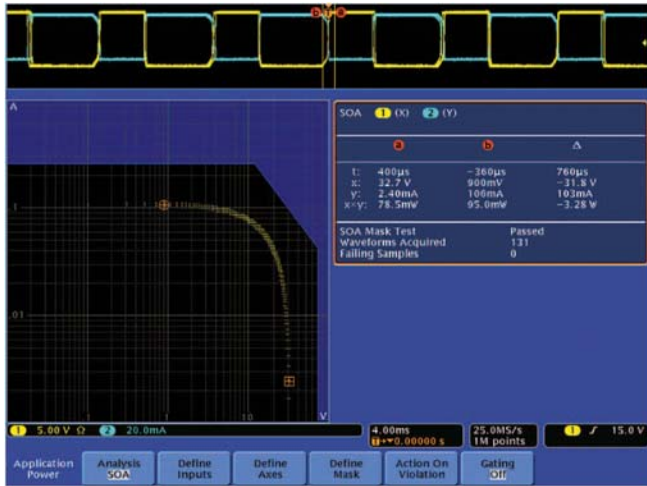 b T a
A
SOA 1 (X) 2 (Y)
a b Δ
t: 400µs −360µs 760µs
x: 32.7 V 900mV −31.8 V
y: 2.40mA 106mA 103mA
x·y: 78.5mW 95.0mW −3.28 W
SOA Mask Test Passed
Waveforms Acquired 131
Failing Samples 0
.1
.01
.1 1 10 V
1 5.00 V Ω 2 20.0mA
4.00ms 25.0MS/s 1 15.0 V
T→▼0.00000 s 1M points
Application Power
Analysis SOA
Define Inputs
Define Axes
Define Mask
Action On Violation
Gating Off